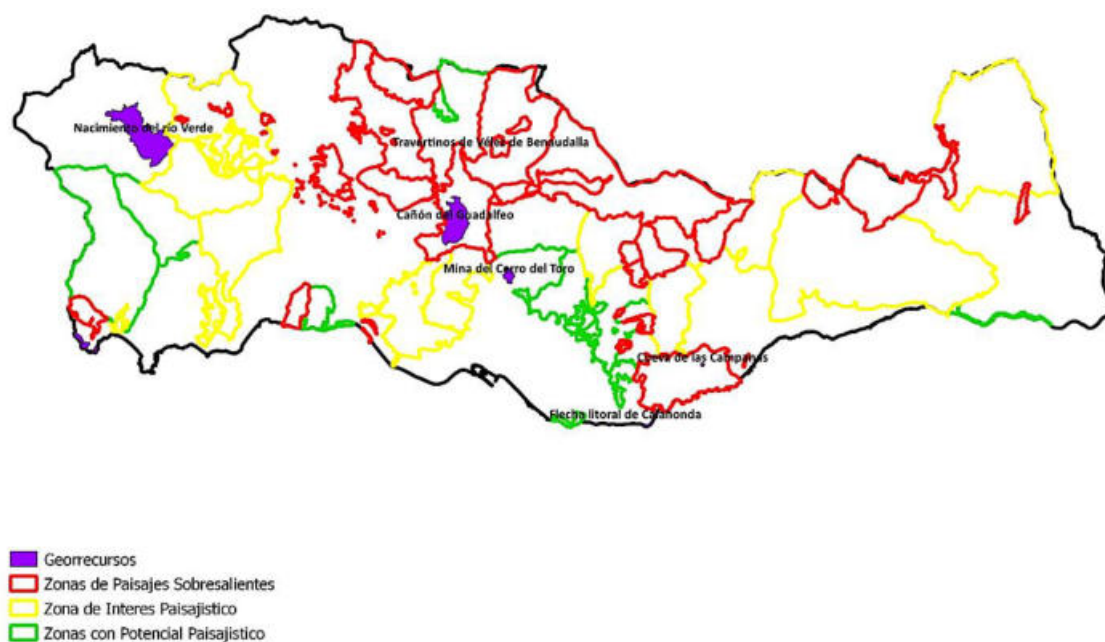 Nacimiento del río Verde
Travertinos de Vélez de Benaudalla
Cañón del Guadalfeo
Mina del Cerro del Toro
Cueva de las Campanas
Flecha litoral de Calahonda
Georrecursos
Zonas de Paisajes Sobresalientes
Zona de Interes Paisajistico
Zonas con Potencial Paisajistico